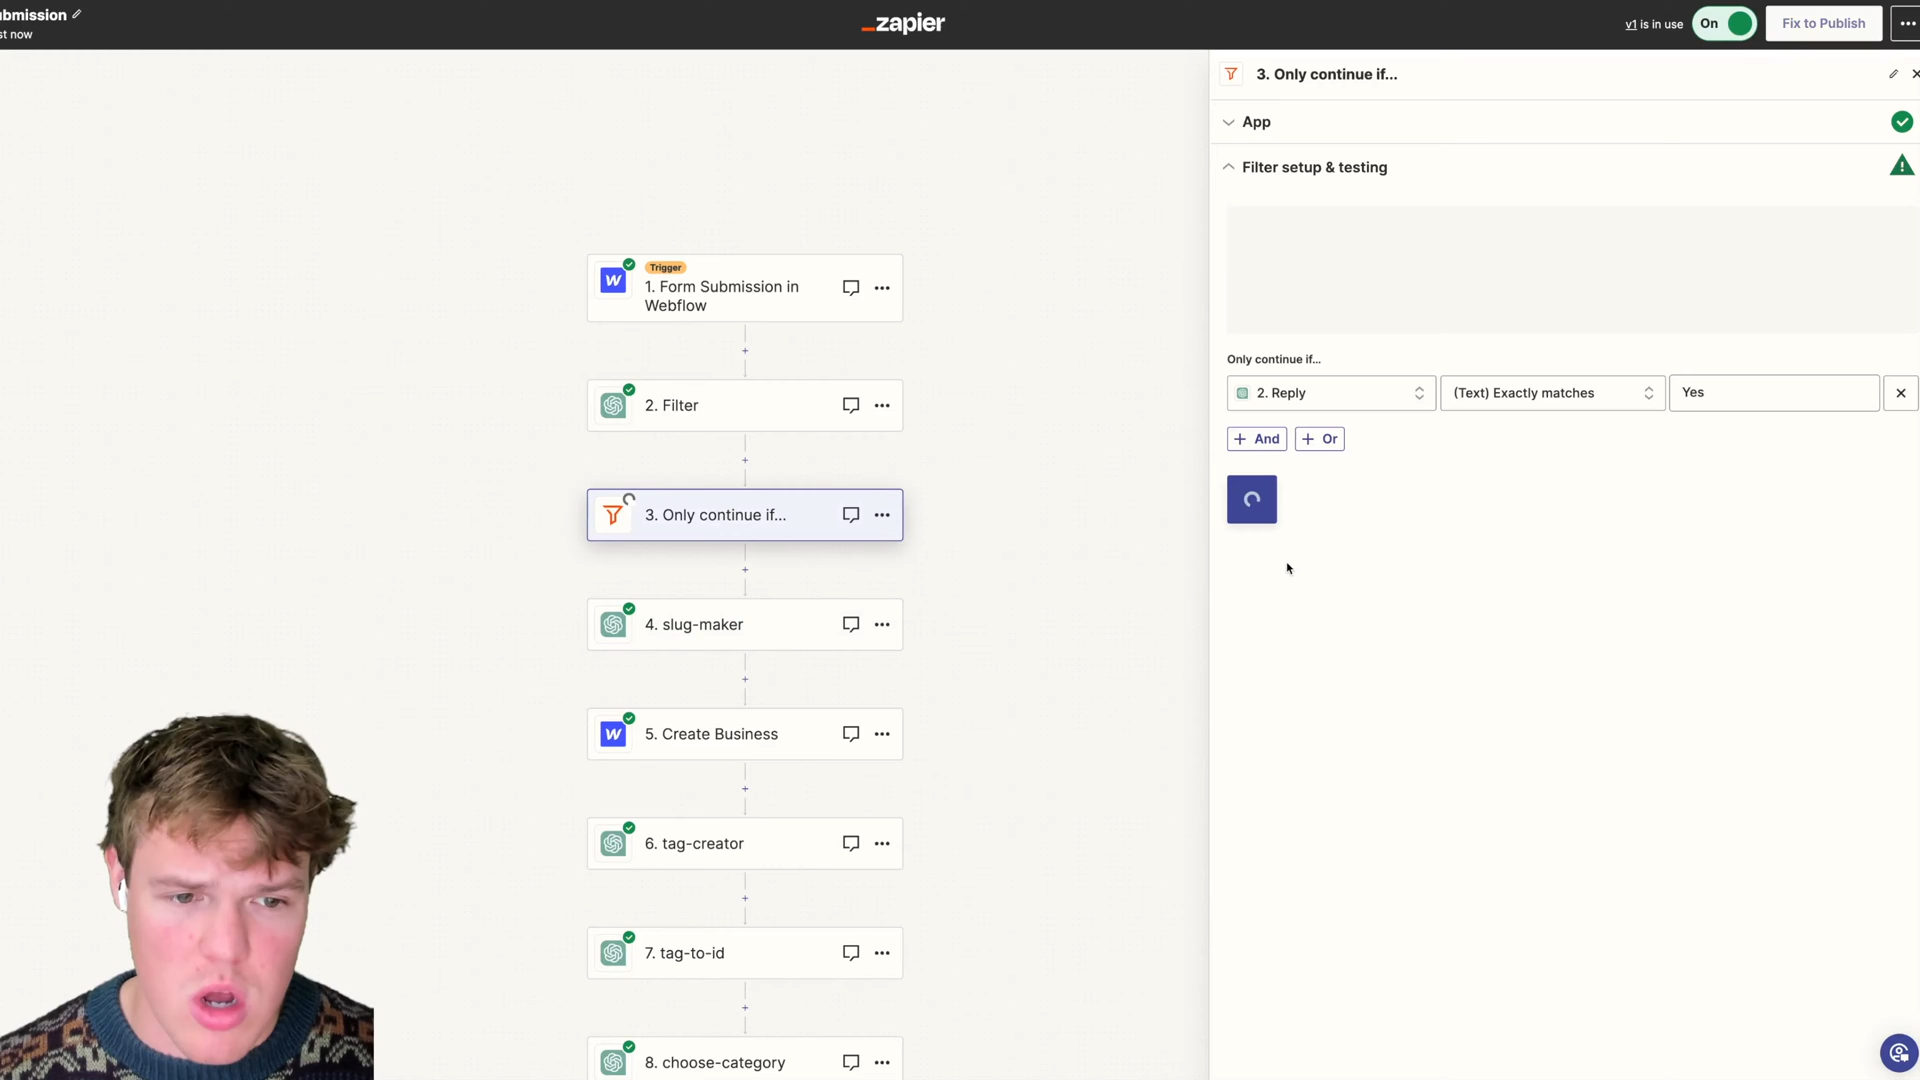 ubmission
st now
zapier
v1 is in use
On
Fix to Publish
3. Only continue if...
App
Filter setup & testing
Trigger
1. Form Submission in
Webflow
2. Filter
3. Only continue if...
4. slug-maker
5. Create Business
6. tag-creator
7. tag-to-id
8. choose-category
Only continue if...
2. Reply
(Text) Exactly matches
Yes
+ And
+ Or